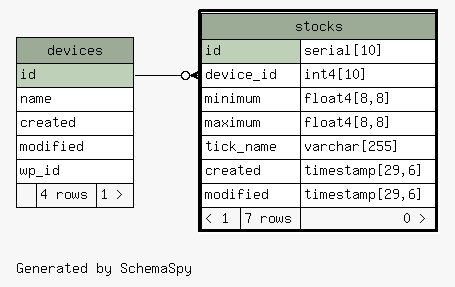 devices
id
name
created
modified
wp_id
4 rows 1 >
stocks
id serial[10]
device_id int4[10]
minimum float4[8,8]
maximum float4[8,8]
tick_name varchar[255]
created timestamp[29,6]
modified timestamp[29,6]
< 1 7 rows 0 >
Generated by SchemaSpy